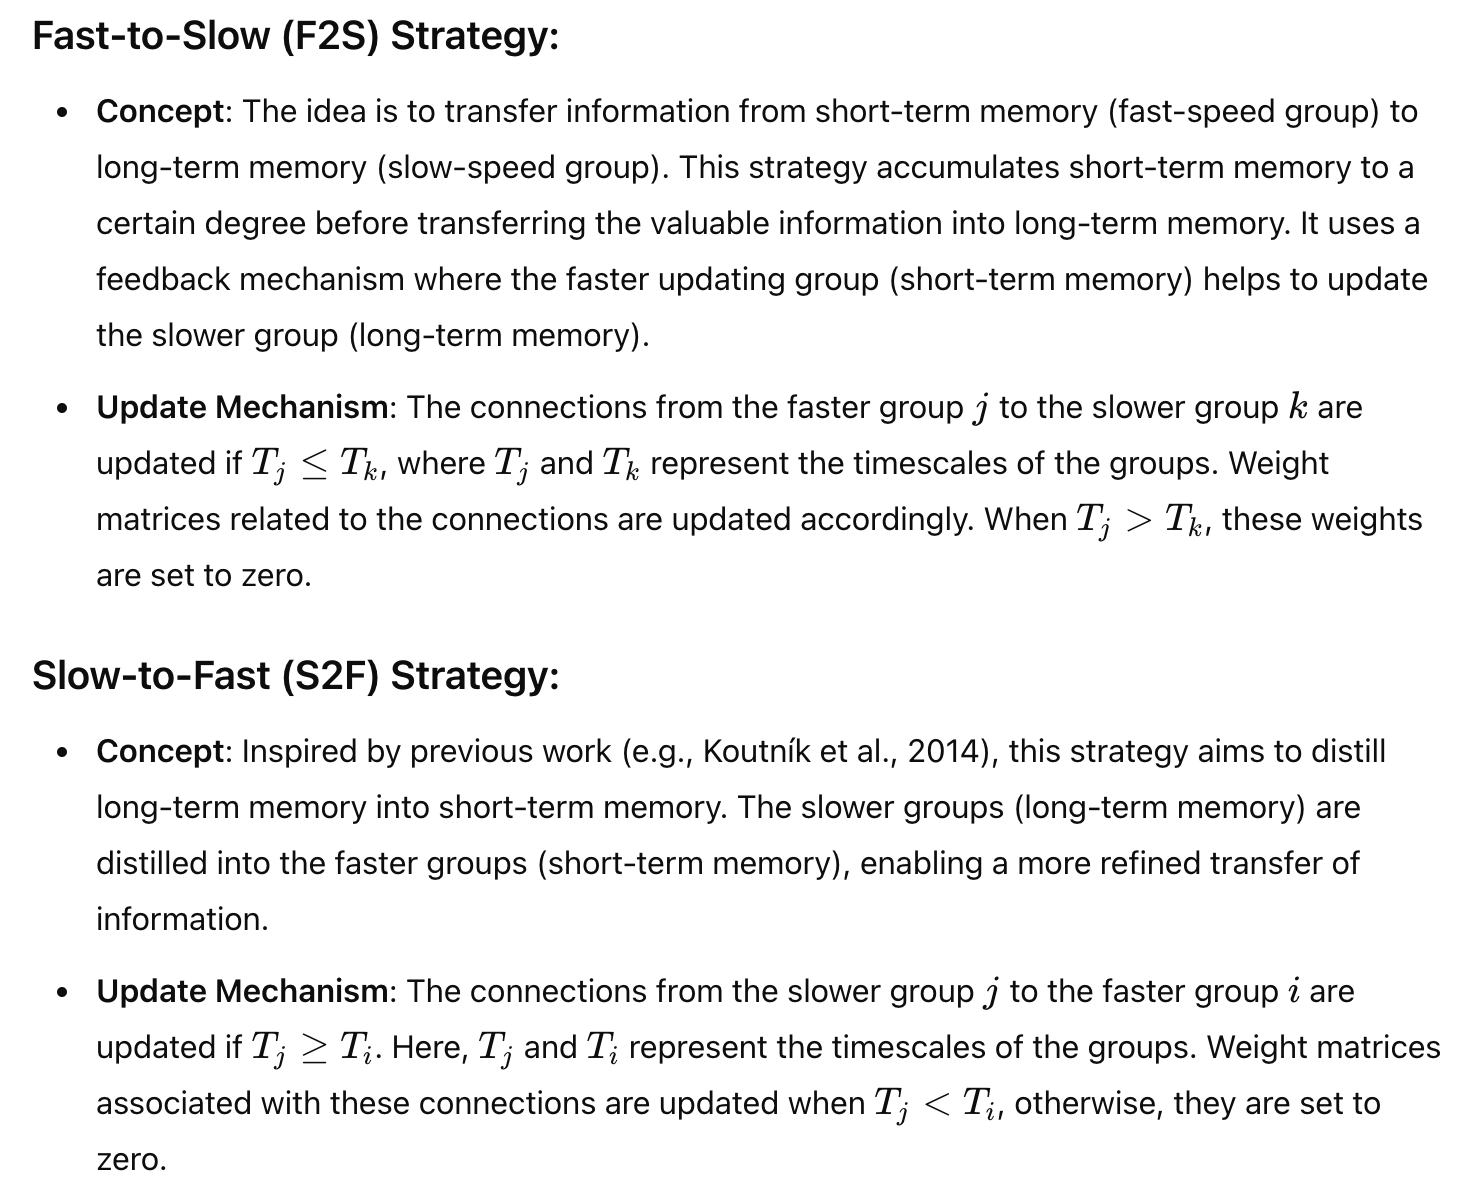 Fast-to-Slow (F2S) Strategy:
• Concept: The idea is to transfer information from short-term memory (fast-speed group) to
long-term memory (slow-speed group). This strategy accumulates short-term memory to a
certain degree before transferring the valuable information into long-term memory. It uses a
feedback mechanism where the faster updating group (short-term memory) helps to update
the slower group (long-term memory).
• Update Mechanism: The connections from the faster group j to the slower group k are
updated if T_j ≤ T_k, where T_j and T_k represent the timescales of the groups. Weight
matrices related to the connections are updated accordingly. When T_j > T_k, these weights
are set to zero.
Slow-to-Fast (S2F) Strategy:
• Concept: Inspired by previous work (e.g., Koutník et al., 2014), this strategy aims to distill
long-term memory into short-term memory. The slower groups (long-term memory) are
distilled into the faster groups (short-term memory), enabling a more refined transfer of
information.
• Update Mechanism: The connections from the slower group j to the faster group i are
updated if T_j ≥ T_i. Here, T_j and T_i represent the timescales of the groups. Weight matrices
associated with these connections are updated when T_j < T_i, otherwise, they are set to
zero.